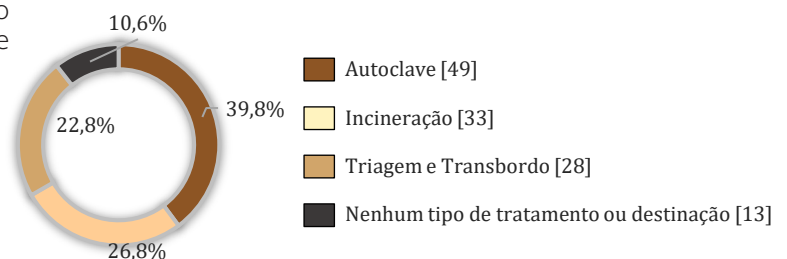 o
e
10,6%
39,8%
22,8%
26,8%
Autoclave [49]
Incineração [33]
Triagem e Transbordo [28]
Nenhum tipo de tratamento ou destinação [13]